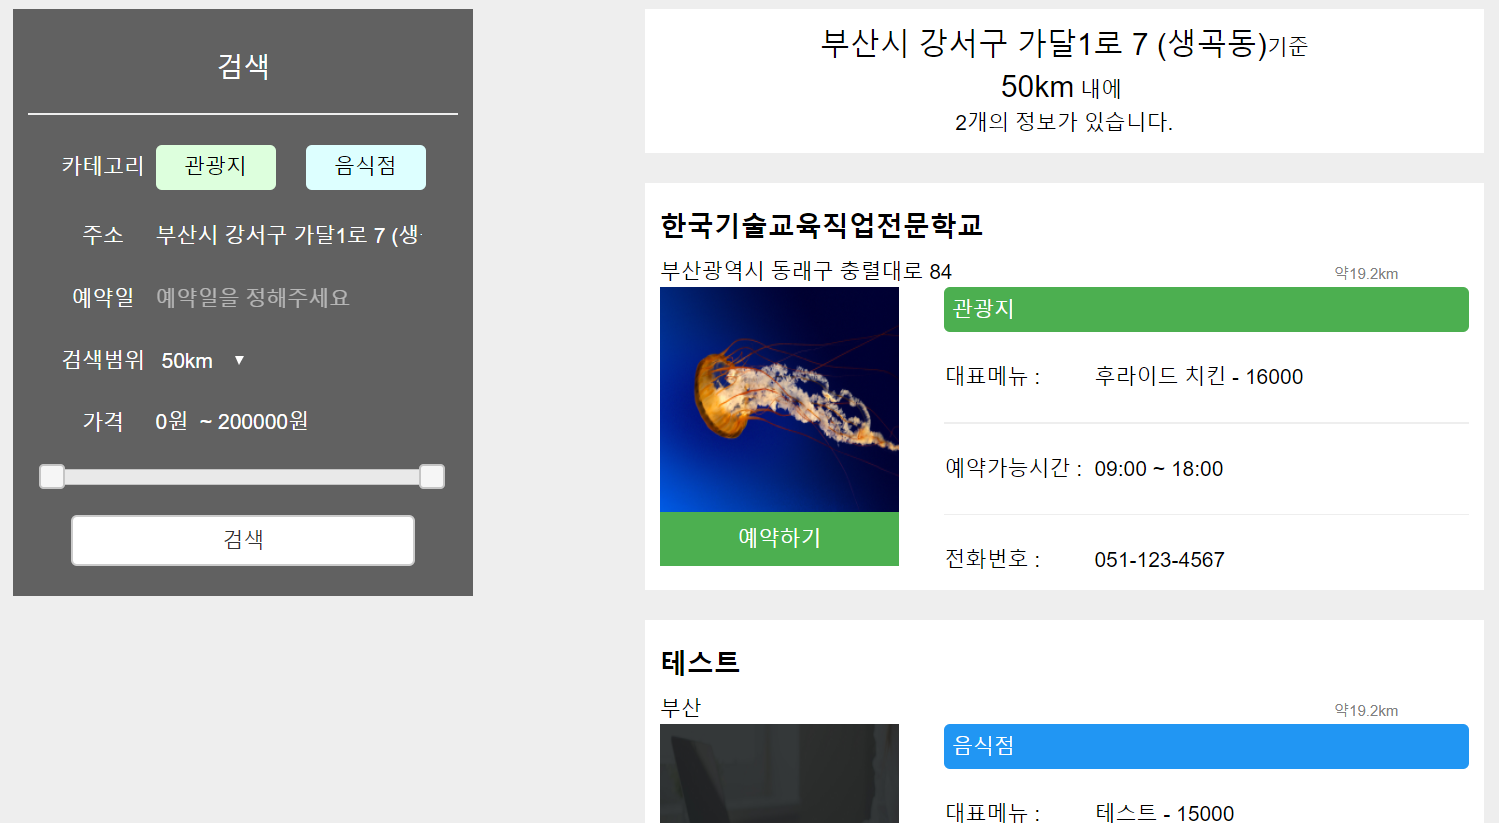 검색
카테고리 관광지 음식점
주소 부산시 강서구 가달1로 7 (생
예약일 예약일을 정해주세요
검색범위 50km ▼
가격 0원 ~ 200000원
검색
부산시 강서구 가달1로 7 (생곡동)기준
50km 내에
2개의 정보가 있습니다.
한국기술교육직업전문학교
부산광역시 동래구 충렬대로 84
약19.2km
관광지
대표메뉴 : 후라이드 치킨 - 16000
예약가능시간 : 09:00 ~ 18:00
전화번호 : 051-123-4567
예약하기
테스트
부산
약19.2km
음식점
대표메뉴 : 테스트 - 15000